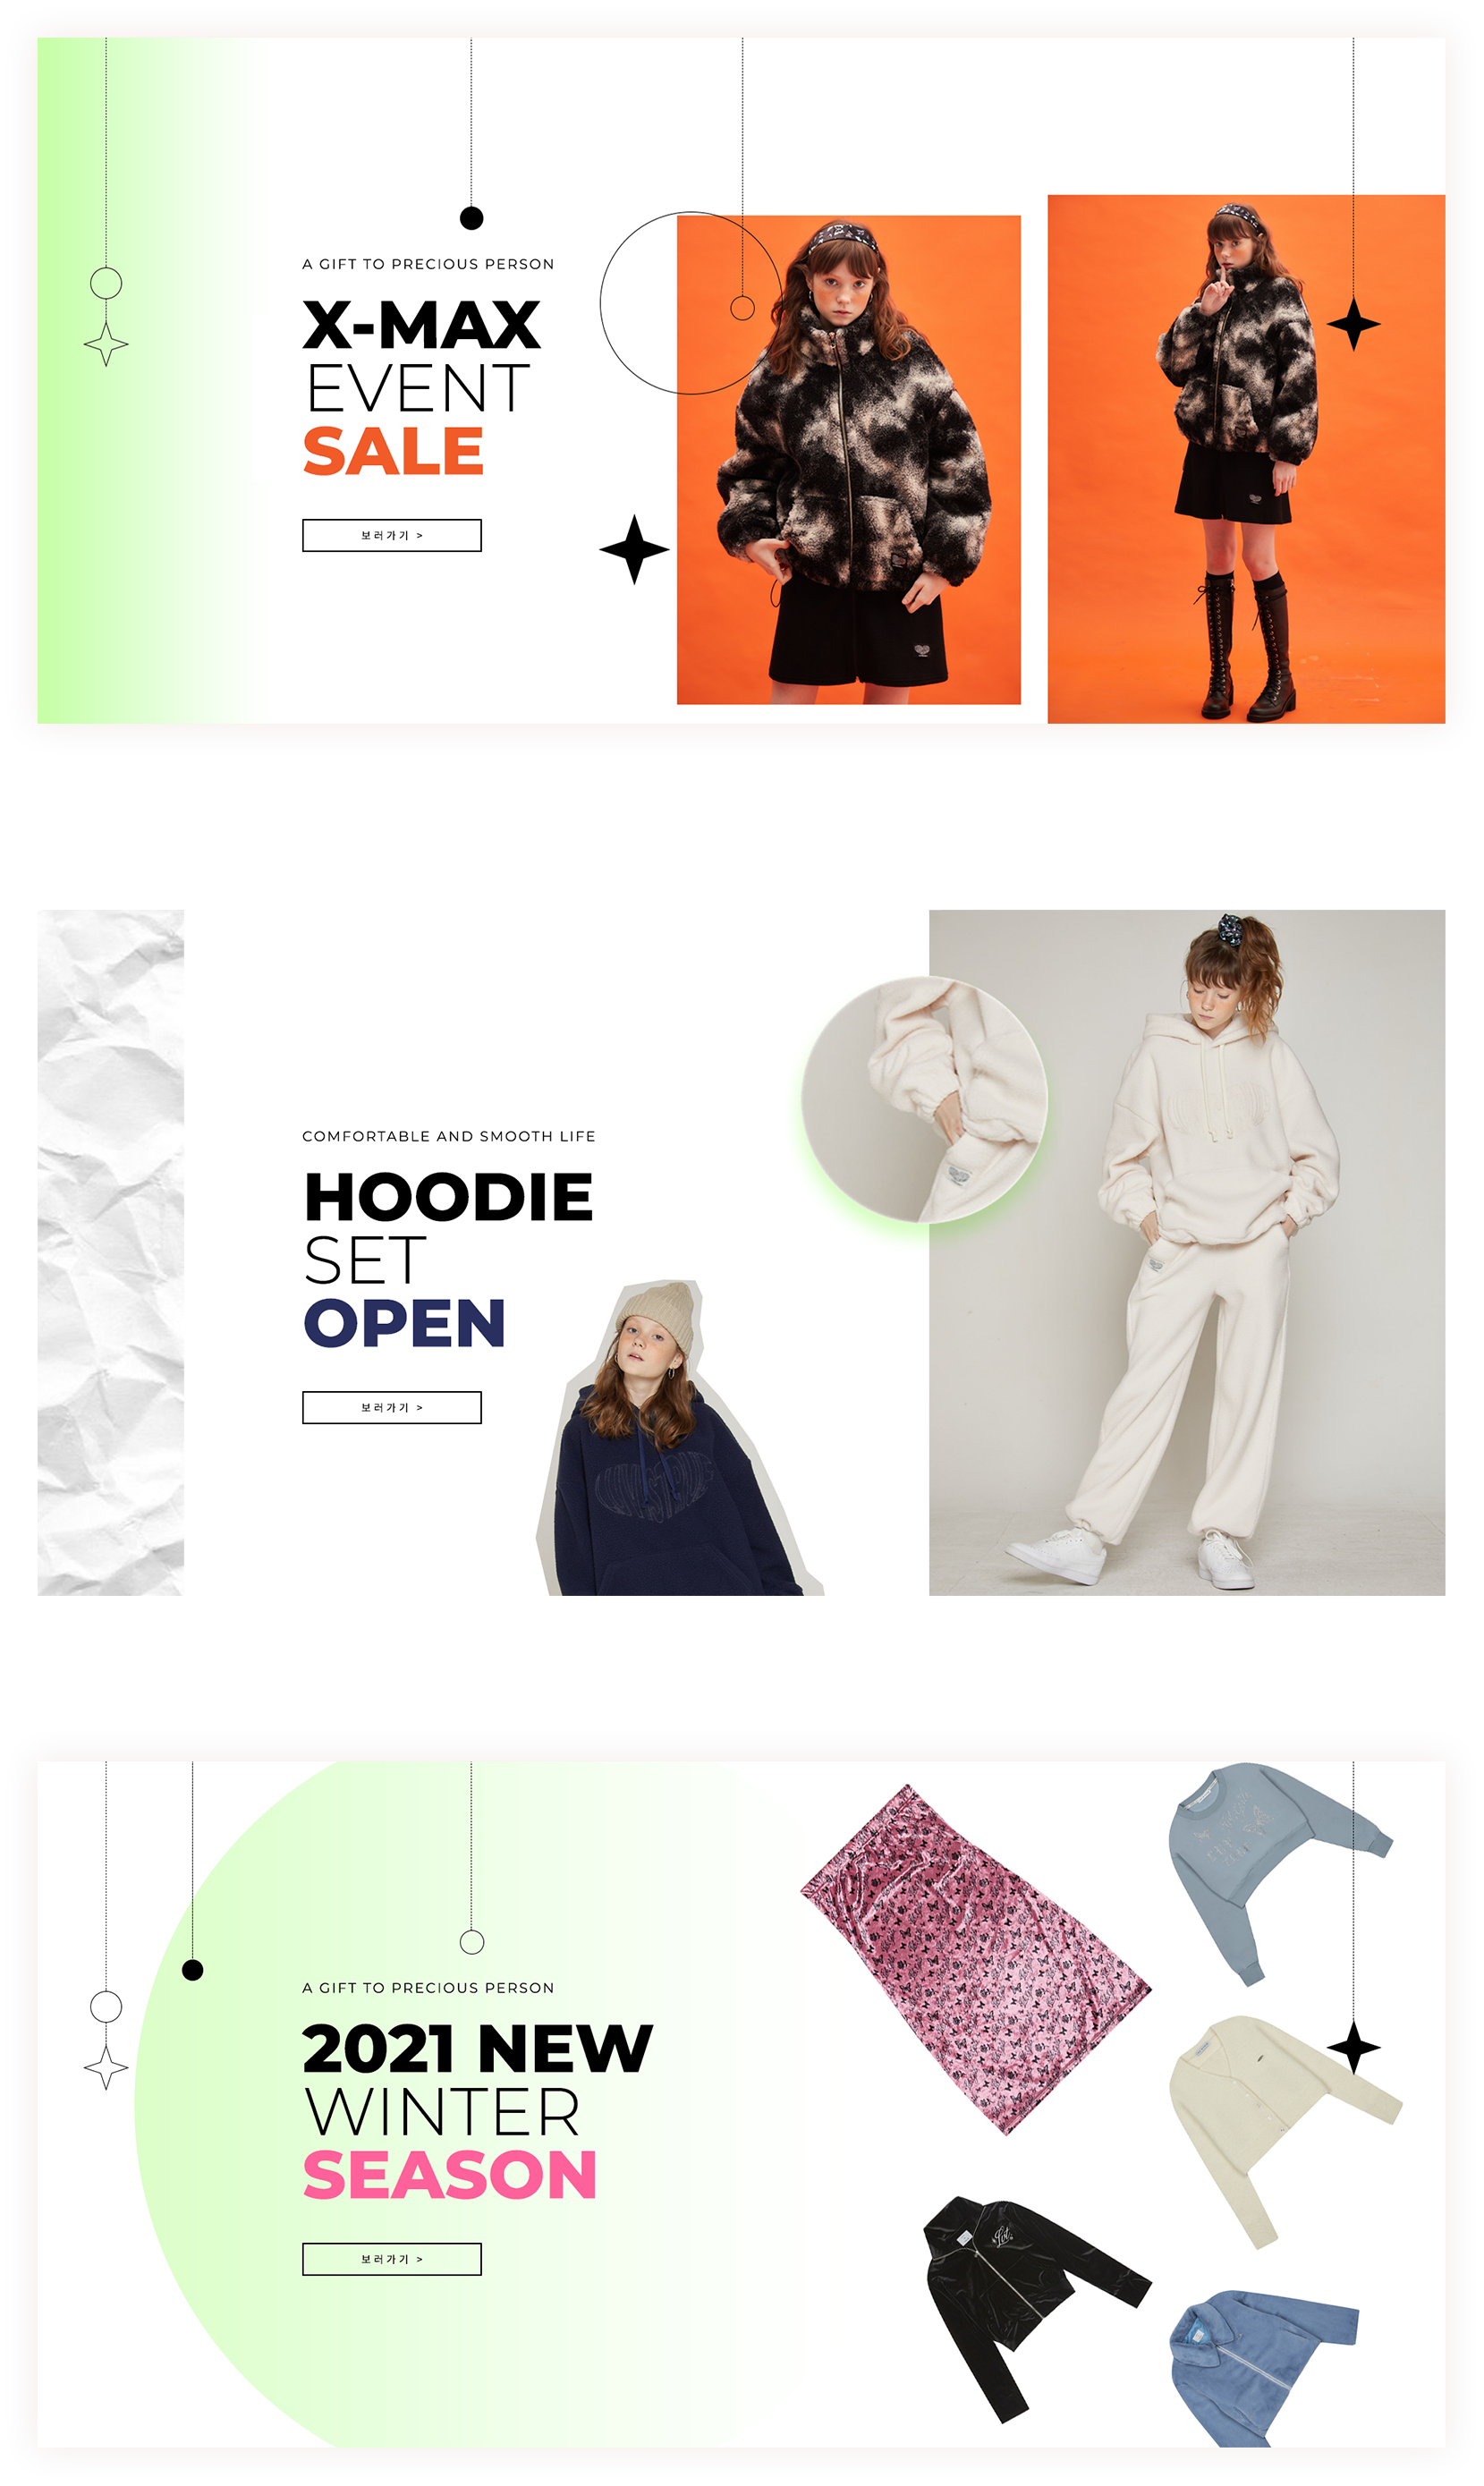 A GIFT TO PRECIOUS PERSON
X-MAX
EVENT
SALE
보러가기 >
COMFORTABLE AND SMOOTH LIFE
HOODIE
SET
OPEN
보러가기 >
A GIFT TO PRECIOUS PERSON
2021 NEW
WINTER
SEASON
보러가기 >